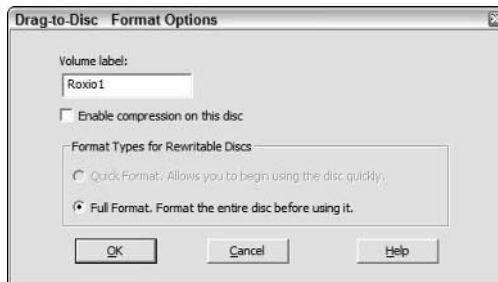 Drag-to-Disc Format Options
Volume label:
Roxio1
Enable compression on this disc
Format Types for Rewritable Discs
Quick Format. Allows you to begin using the disc quickly.
Full Format. Format the entire disc before using it.
OK Cancel Help